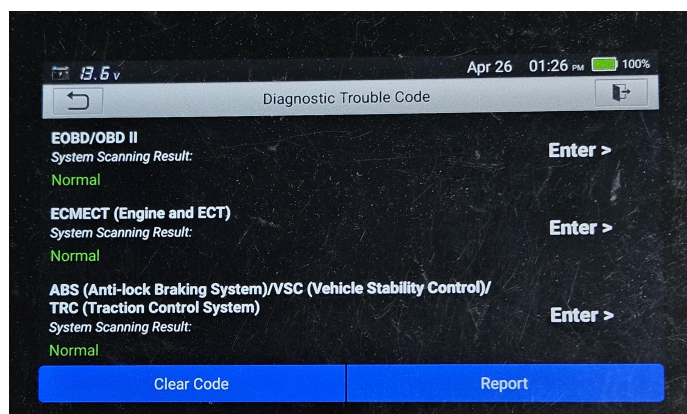 13.6 v
Apr 26 01:26 PM 100%
Diagnostic Trouble Code
EOBD/OBD II
System Scanning Result:
Enter >
Normal
ECMECT (Engine and ECT)
System Scanning Result:
Enter >
Normal
ABS (Anti-lock Braking System)/VSC (Vehicle Stability Control)/
TRC (Traction Control System)
System Scanning Result:
Enter >
Normal
Clear Code Report